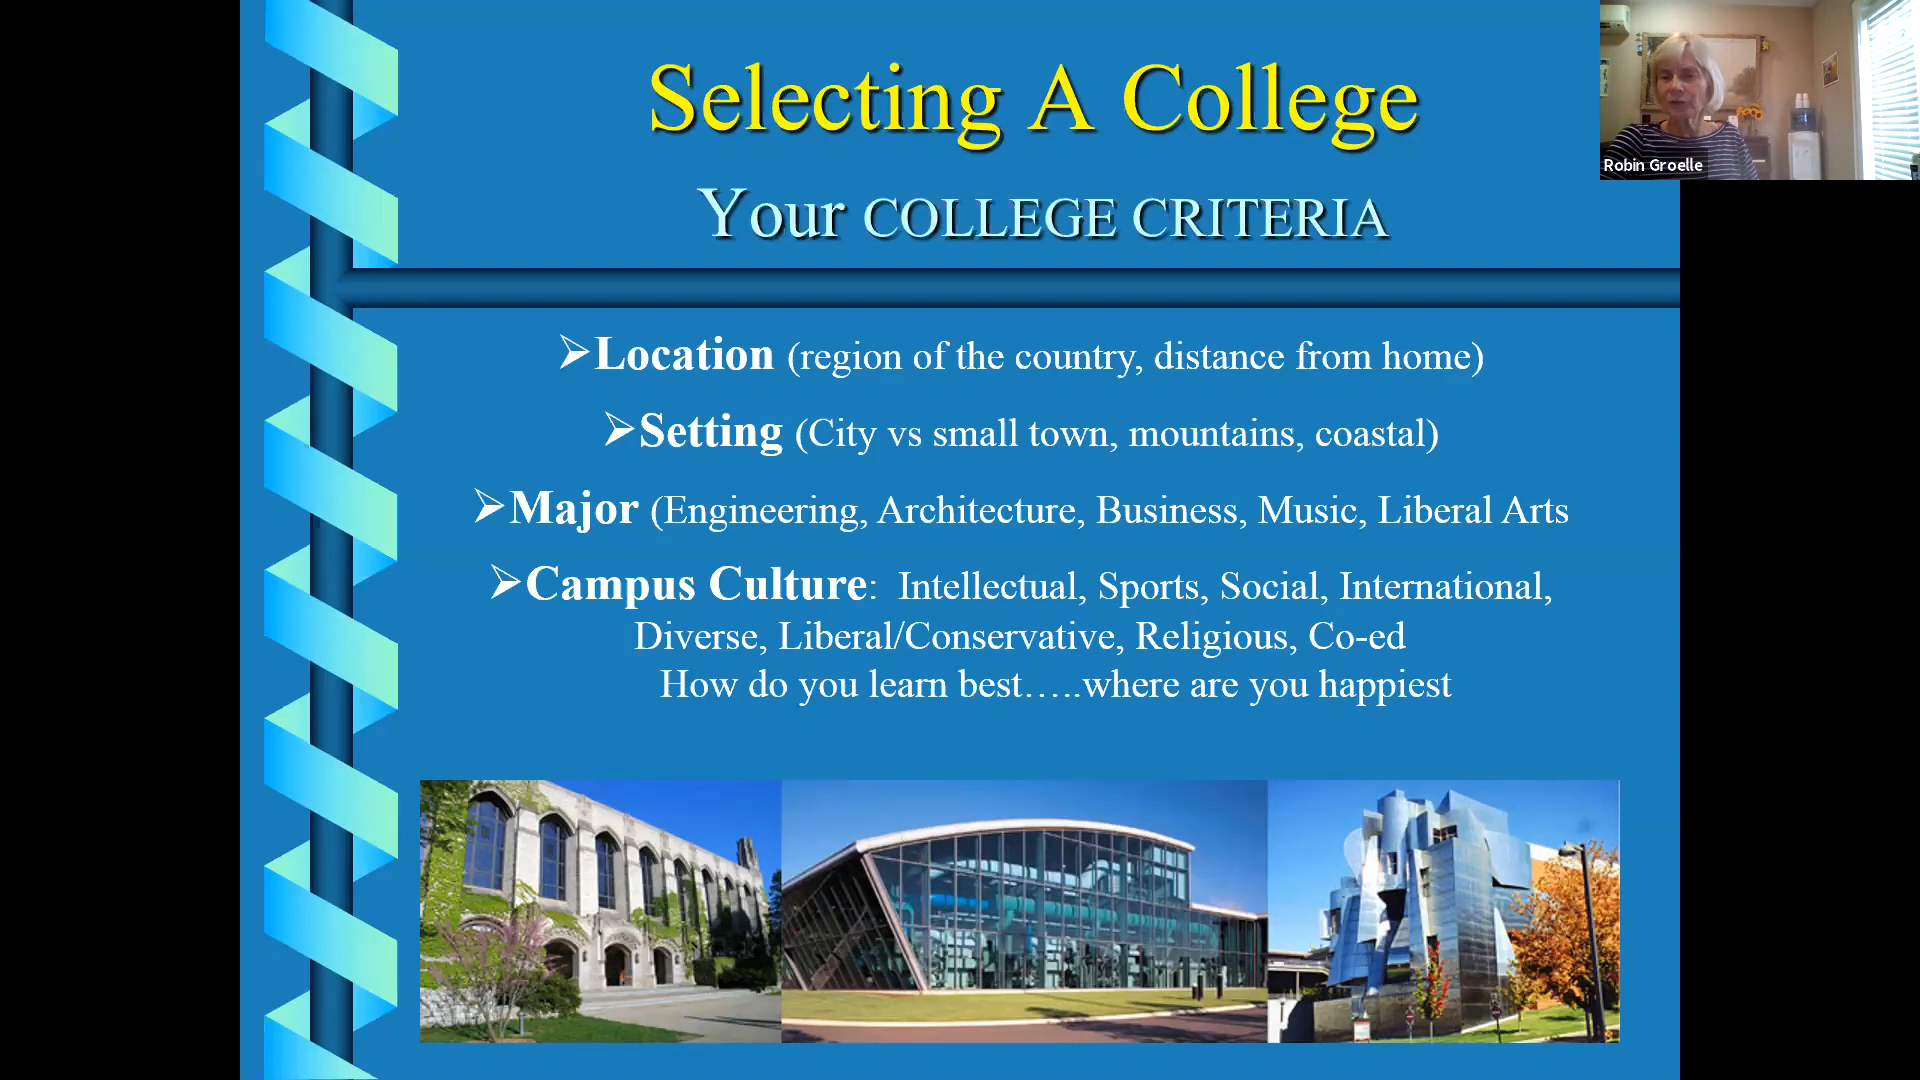 Selecting A College
Your COLLEGE CRITERIA
Robin Groelle
➢Location (region of the country, distance from home)
➢Setting (City vs small town, mountains, coastal)
➢Major (Engineering, Architecture, Business, Music, Liberal Arts
➢Campus Culture: Intellectual, Sports, Social, International,
Diverse, Liberal/Conservative, Religious, Co-ed
How do you learn best…..where are you happiest